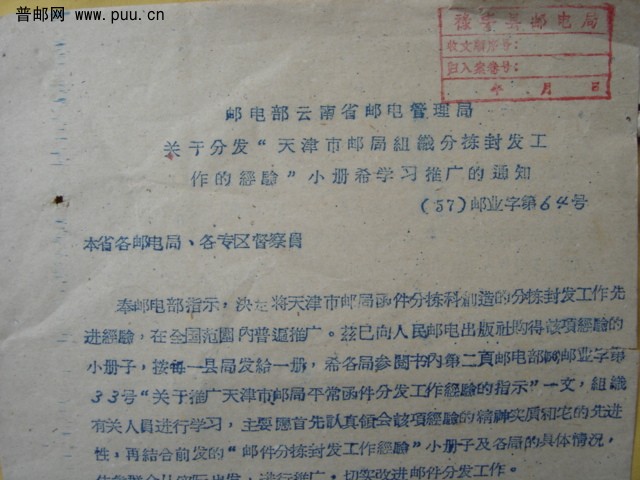 普邮网 www.puu.cn
邮电局
收文顺序号：
归入案卷号：
年 月 日
邮电部云南省邮电管理局
关于分发“天津市邮局組織分拣封发工
作的經驗”小册希学习推广的通知
(57)邮业字第64号
本省各邮电局、各专区督察員
奉邮电部指示，决定将天津市邮局函件分拣科創造的分拣封发工作先
进經驗，在全国范圍內普遍推广。兹已向人民邮电出版社购得該項經驗的
小册子，按每一县局发給一册，希各局参閱书内第二頁邮电部邮业字第
33号“关于推广天津市邮局平常函件分发工作經驗的指示”一文，組織
有关人員进行学习，主要應首先認真領会該項經驗的精神实质和它的先进
性，再結合前发的“邮件分拣封发工作經驗”小册子及各局的具体情况，
实际出发，进行推广，切实改进邮件分发工作。